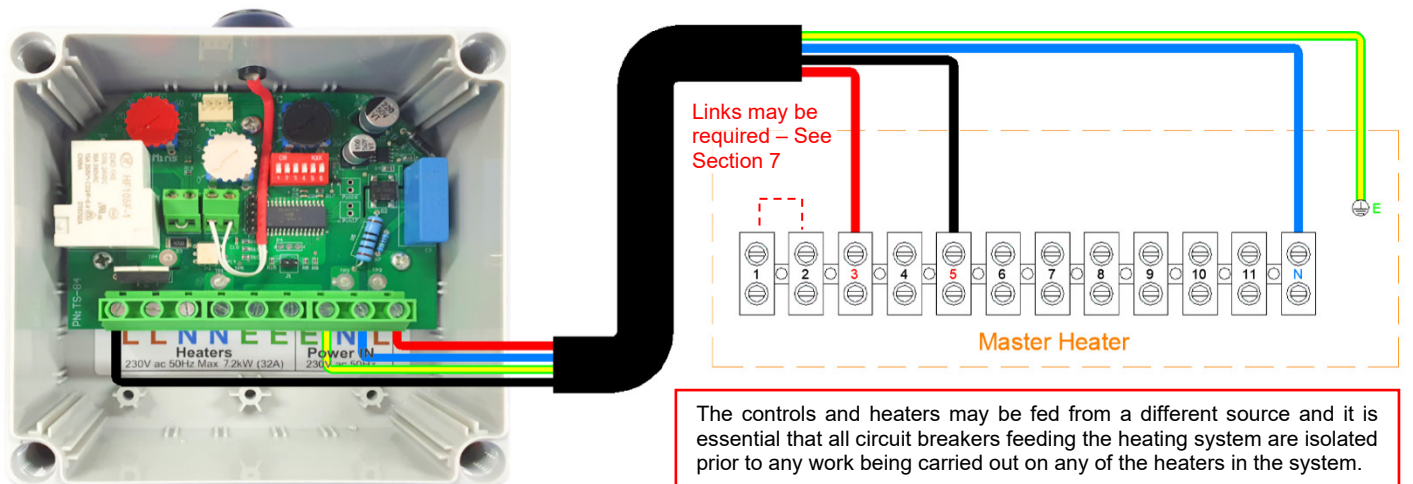 Links may be
required – See
Section 7
1 2 3 4 5 6 7 8 9 10 11 N
E
Master Heater
PN:TS-84
L L N N E E E N L
Heaters
Power IN
230V ac 50Hz Max 7.2kW (32A)
230V ac 50Hz
The controls and heaters may be fed from a different source and it is
essential that all circuit breakers feeding the heating system are isolated
prior to any work being carried out on any of the heaters in the system.